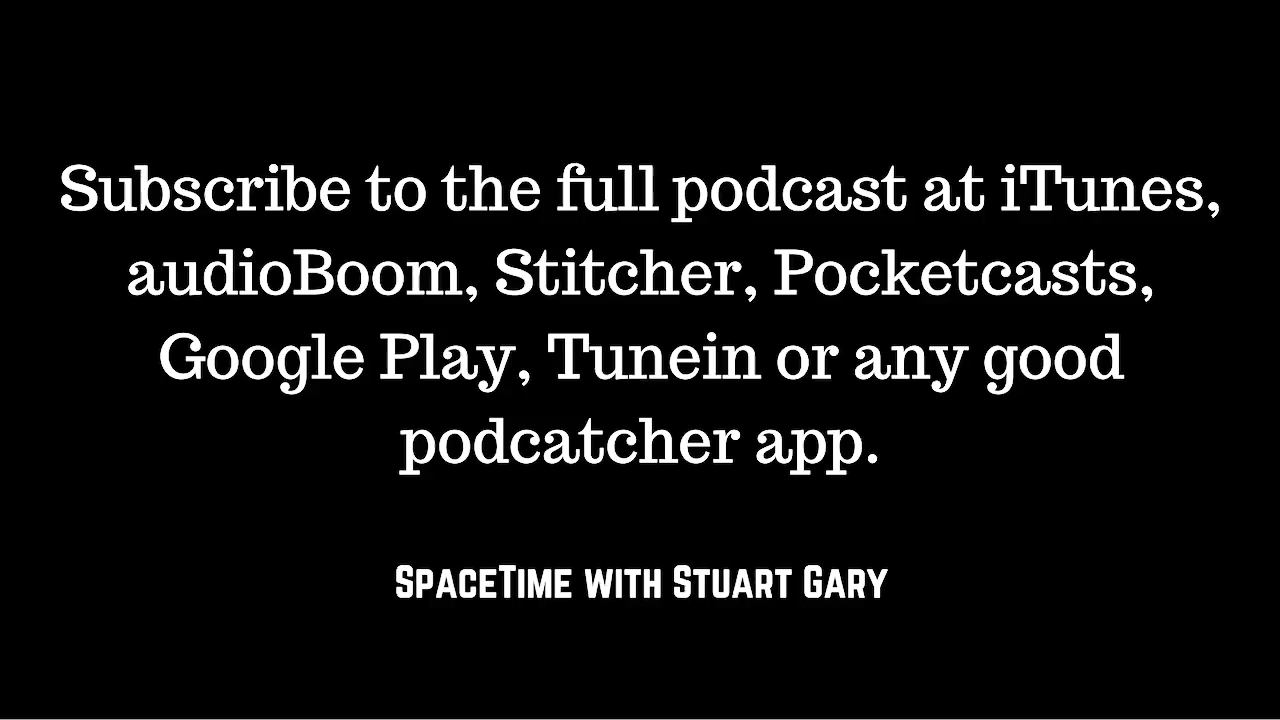 Subscribe to the full podcast at iTunes,
audioBoom, Stitcher, Pocketcasts,
Google Play, Tunein or any good
podcatcher app.
SpaceTime with Stuart Gary